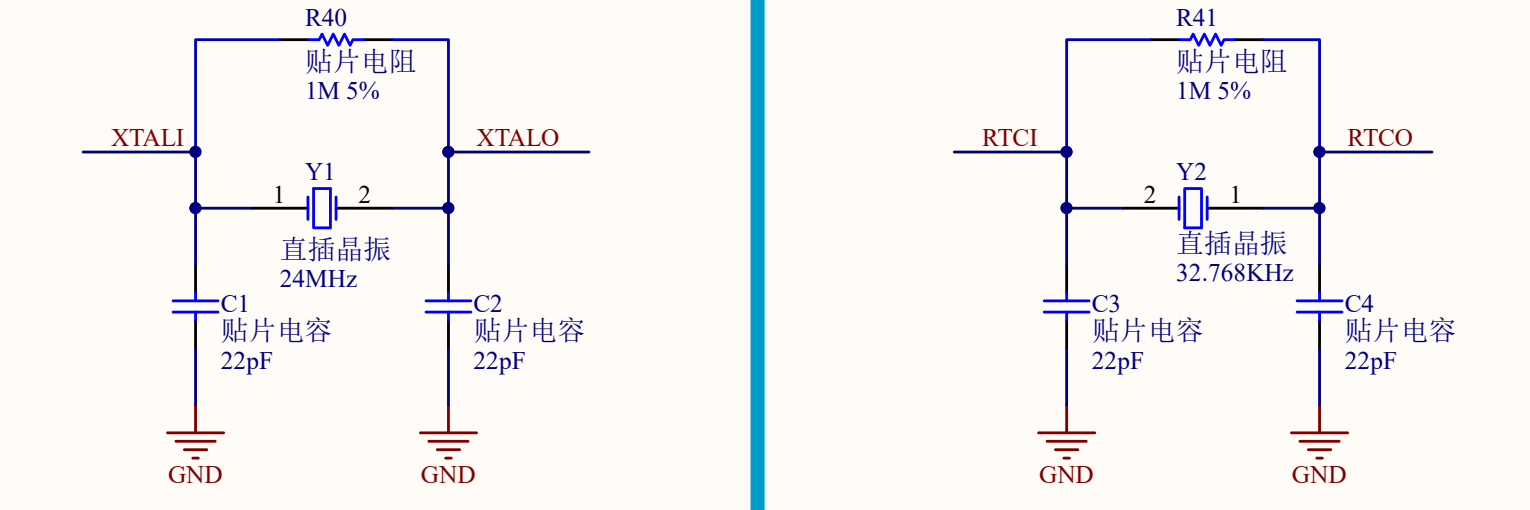 R40
贴片电阻
1M 5%
XTALI
XTALO
Y1
1
2
直插晶振
24MHz
C1
贴片电容
22pF
C2
贴片电容
22pF
GND
GND
R41
贴片电阻
1M 5%
RTCI
RTCO
Y2
2
1
直插晶振
32.768KHz
C3
贴片电容
22pF
C4
贴片电容
22pF
GND
GND